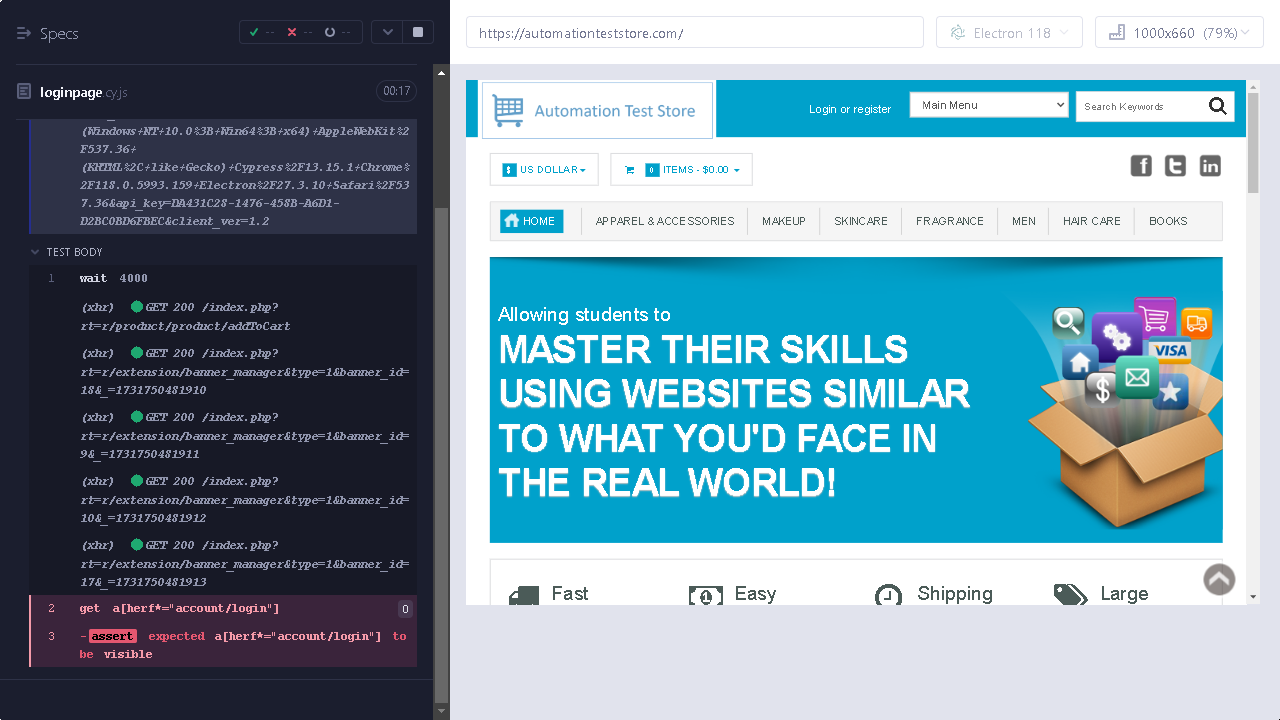 Specs
--
--
--
https://automationteststore.com/
Electron 118
1000x660 (79%)
loginpage.cy.js
00:17
(Windows+NT+10.0%3B+Win64%3B+x64)+AppleWebKit%2
F537.36+
(KHTML%2C+like+Gecko)+Cypress%2F13.15.1+Chrome%
2F118.0.5993.159+Electron%2F27.3.10+Safari%2F53
7.36&api_key=DA431C28-1476-458B-A6D1-
D2BC0BD6FBEC&client_ver=1.2
TEST BODY
1 wait 4000
(xhr) GET 200 /index.php?
rt=r/product/product/addToCart
(xhr) GET 200 /index.php?
rt=r/extension/banner_manager&type=1&banner_id=
18&_=1731750481910
(xhr) GET 200 /index.php?
rt=r/extension/banner_manager&type=1&banner_id=
9&_=1731750481911
(xhr) GET 200 /index.php?
rt=r/extension/banner_manager&type=1&banner_id=
10&_=1731750481912
(xhr) GET 200 /index.php?
rt=r/extension/banner_manager&type=1&banner_id=
17&_=1731750481913
2 get a[herf*="account/login"] 0
3 -assert expected a[herf*="account/login"] to
be visible
Automation Test Store
Login or register
Main Menu
Search Keywords
$ US DOLLAR
0 ITEMS - $0.00
f
t
in
HOME
APPAREL & ACCESSORIES
MAKEUP
SKINCARE
FRAGRANCE
MEN
HAIR CARE
BOOKS
Allowing students to
MASTER THEIR SKILLS
USING WEBSITES SIMILAR
TO WHAT YOU'D FACE IN
THE REAL WORLD!
VISA
$
Fast
Easy
Shipping
Large